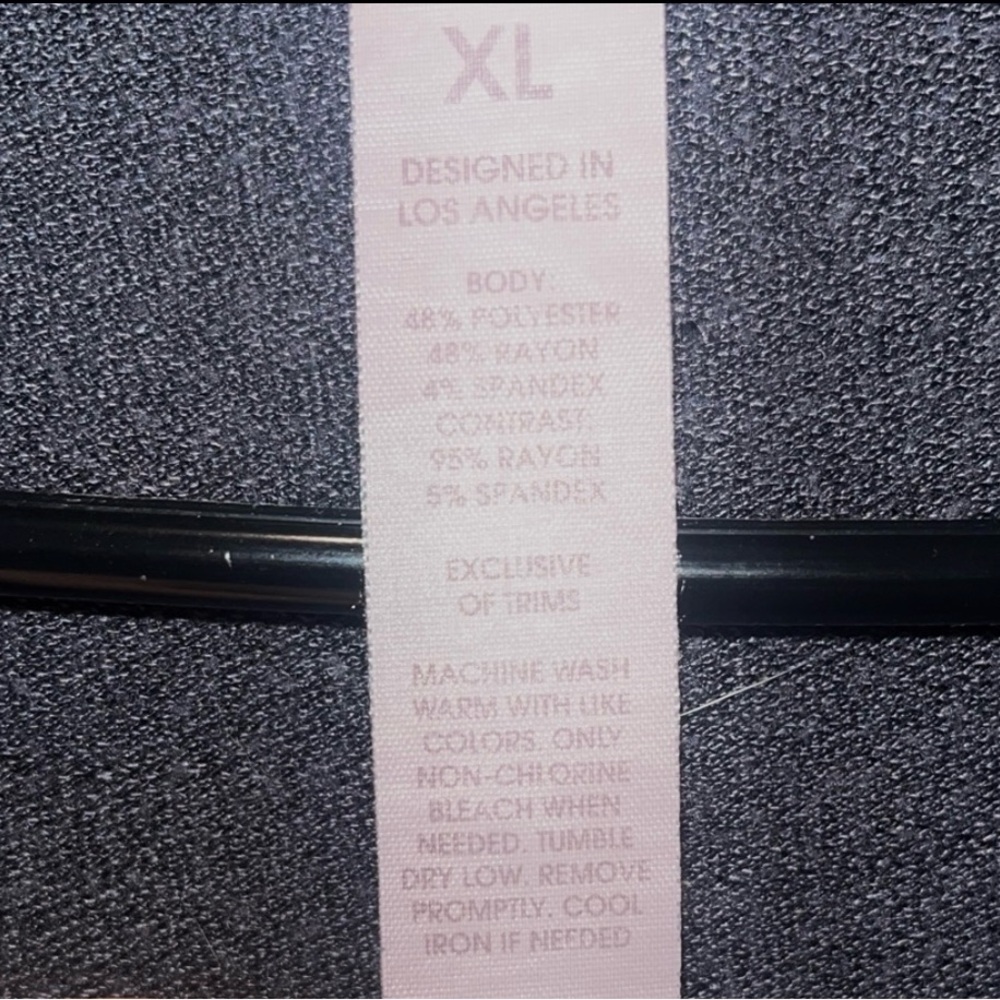 XL
DESIGNED IN
LOS ANGELES
BODY:
48% POLYESTER
48% RAYON
4% SPANDEX
CONTRAST:
95% RAYON
5% SPANDEX
EXCLUSIVE
OF TRIMS
MACHINE WASH
WARM WITH LIKE
COLORS. ONLY
NON-CHLORINE
BLEACH WHEN
NEEDED. TUMBLE
DRY LOW. REMOVE
PROMPTLY. COOL
IRON IF NEEDED